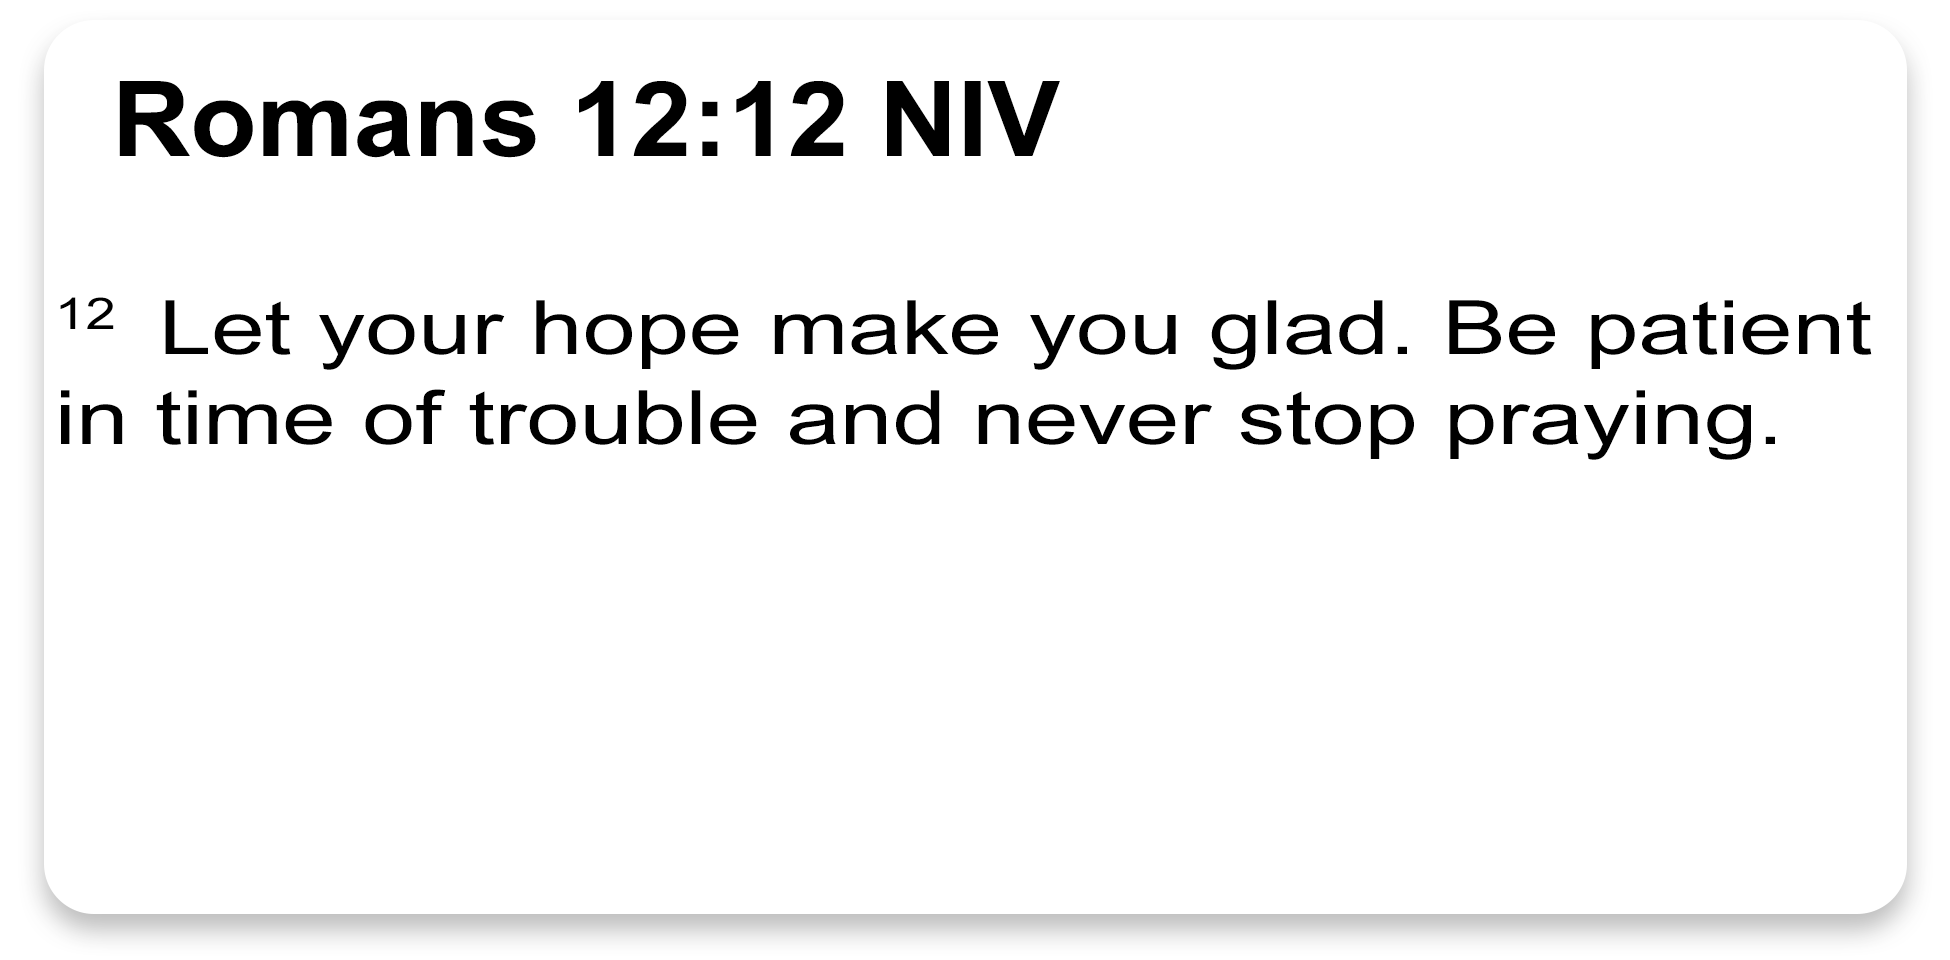 Romans 12:12 NIV
12 Let your hope make you glad. Be patient
in time of trouble and never stop praying.